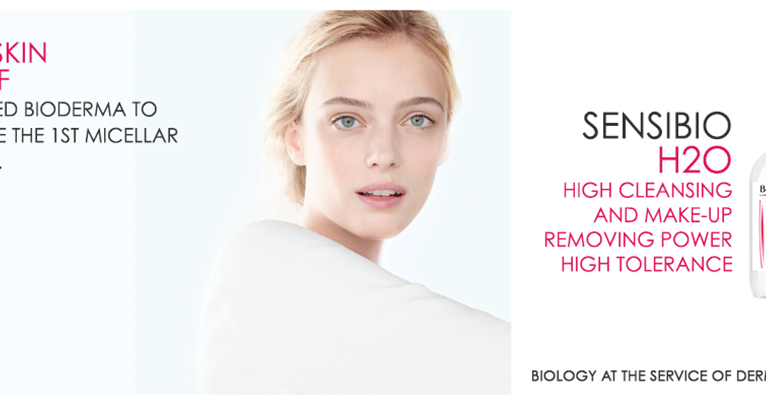 SKIN
F
ED BIODERMA TO
E THE 1ST MICELLAR
.
SENSIBIO
H2O
HIGH CLEANSING
AND MAKE-UP
REMOVING POWER
HIGH TOLERANCE
B
BIOLOGY AT THE SERVICE OF DERM